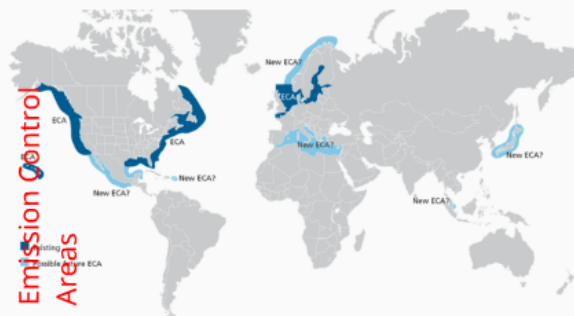 New ECA?
ECA
ECA
ECA
ECA
New ECA?
New ECA?
New ECA?
New ECA?
New ECA?
Existing
Possible future ECA
Emission Control
Areas